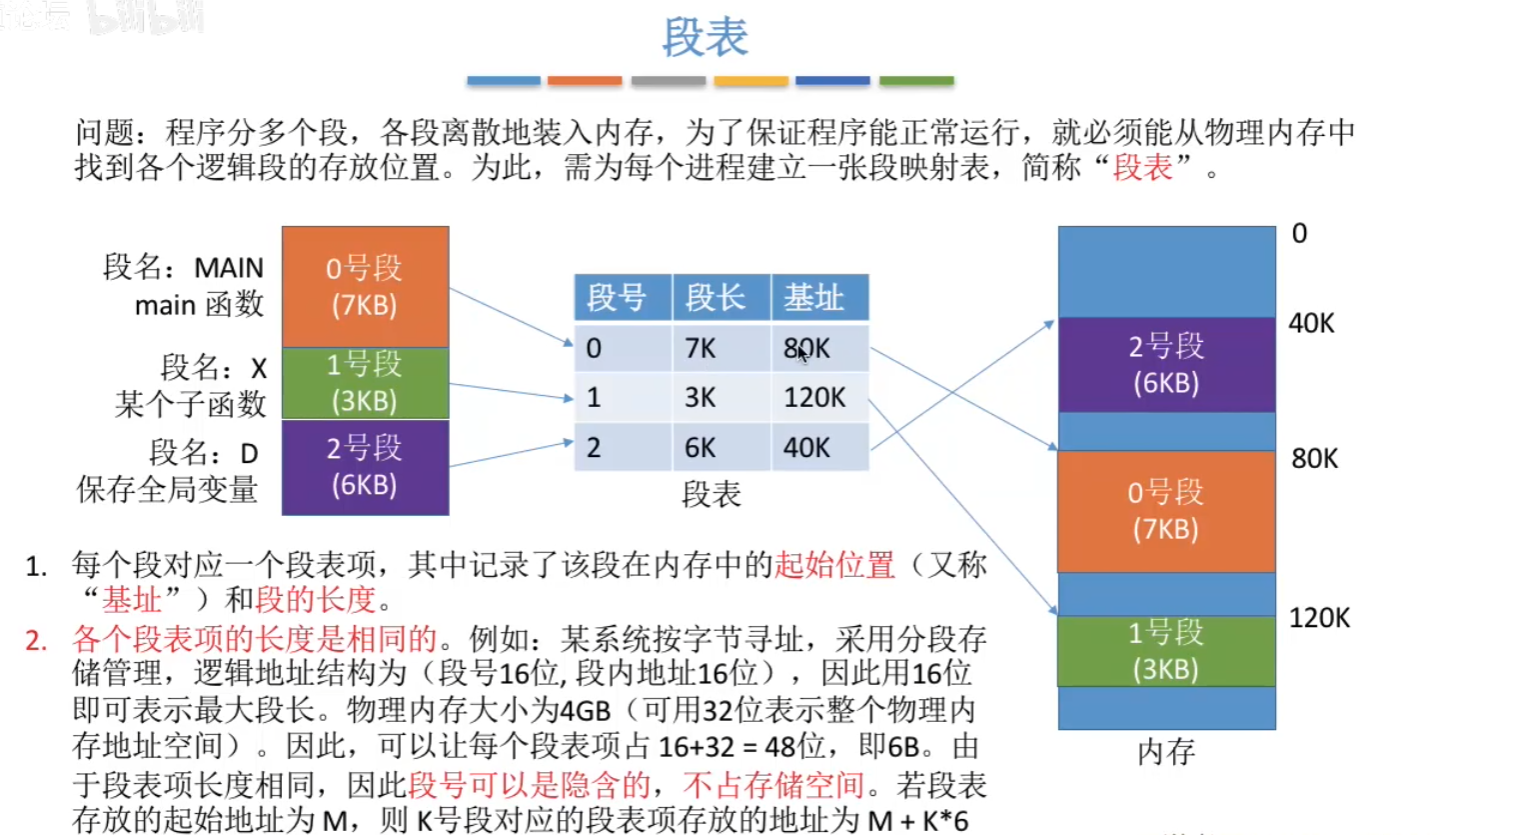 bilibili
段表
问题：程序分多个段，各段离散地装入内存，为了保证程序能正常运行，就必须能从物理内存中
找到各个逻辑段的存放位置。为此，需为每个进程建立一张段映射表，简称“段表”。
段名：MAIN
main 函数
段名：X
某个子函数
段名：D
保存全局变量
0号段
(7KB)
1号段
(3KB)
2号段
(6KB)
段号 段长 基址
0 7K 80K
1 3K 120K
2 6K 40K
段表
0
40K
2号段
(6KB)
80K
0号段
(7KB)
120K
1号段
(3KB)
内存
1. 每个段对应一个段表项，其中记录了该段在内存中的起始位置（又称
“基址”）和段的长度。
2. 各个段表项的长度是相同的。例如：某系统按字节寻址，采用分段存
储管理，逻辑地址结构为（段号16位, 段内地址16位），因此用16位
即可表示最大段长。物理内存大小为4GB（可用32位表示整个物理内
存地址空间）。因此，可以让每个段表项占 16+32 = 48位，即6B。由
于段表项长度相同，因此段号可以是隐含的，不占存储空间。若段表
存放的起始地址为 M，则 K号段对应的段表项存放的地址为 M + K*6